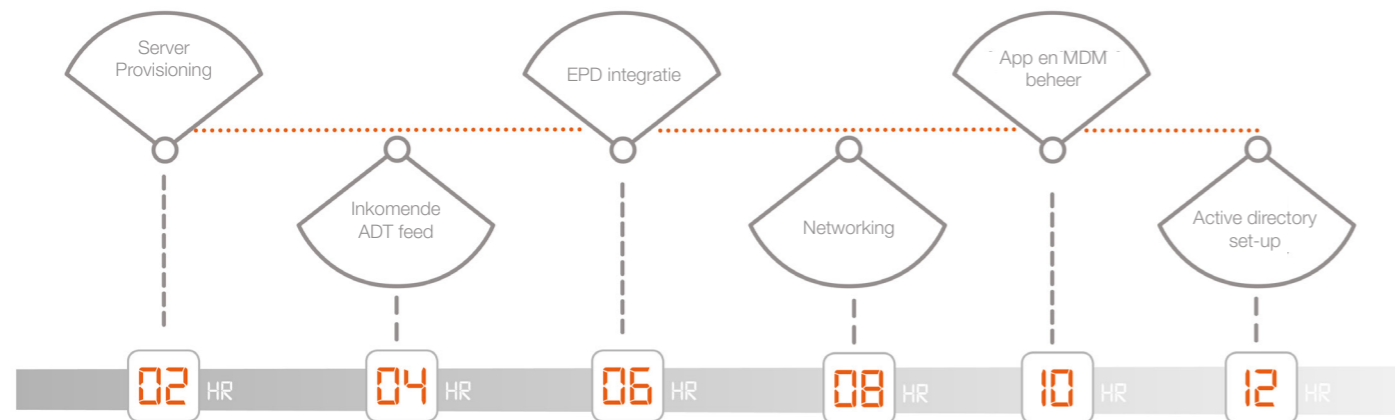 Server
Provisioning
Inkomende
ADT feed
EPD integratie
Networking
App en MDM
beheer
Active directory
set-up
02 HR
04 HR
06 HR
08 HR
10 HR
12 HR